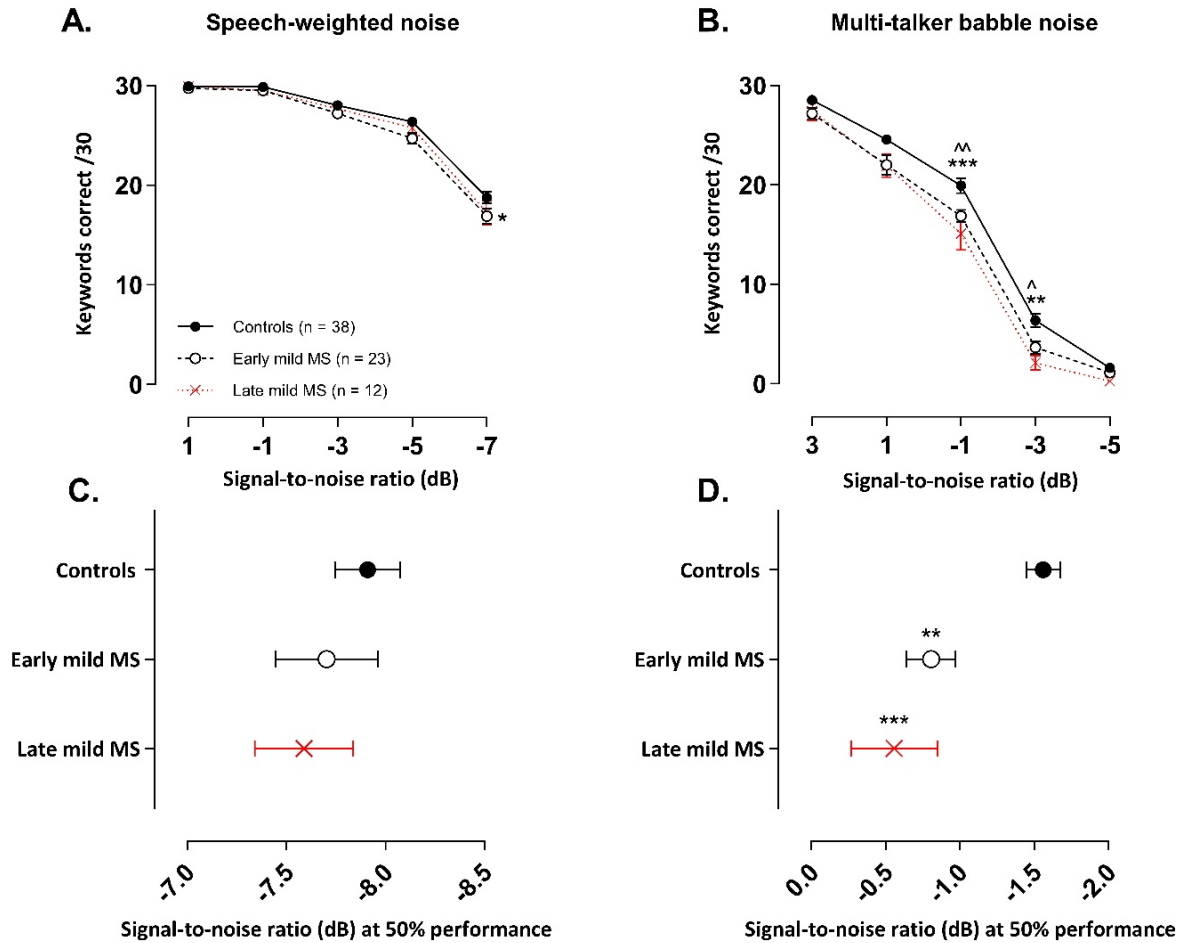 A. Speech-weighted noise
Keywords correct /30
30
20
10
0
*
Controls (n = 38)
Early mild MS (n = 23)
Late mild MS (n = 12)
1 -1 -3 -5 -7
Signal-to-noise ratio (dB)
B. Multi-talker babble noise
Keywords correct /30
30
20
10
0
^^
***
^
**
3 1 -1 -3 -5
Signal-to-noise ratio (dB)
C.
Controls
Early mild MS
Late mild MS
-7.0 -7.5 -8.0 -8.5
Signal-to-noise ratio (dB) at 50% performance
D.
Controls
**
Early mild MS
***
Late mild MS
0.0 -0.5 -1.0 -1.5 -2.0
Signal-to-noise ratio (dB) at 50% performance